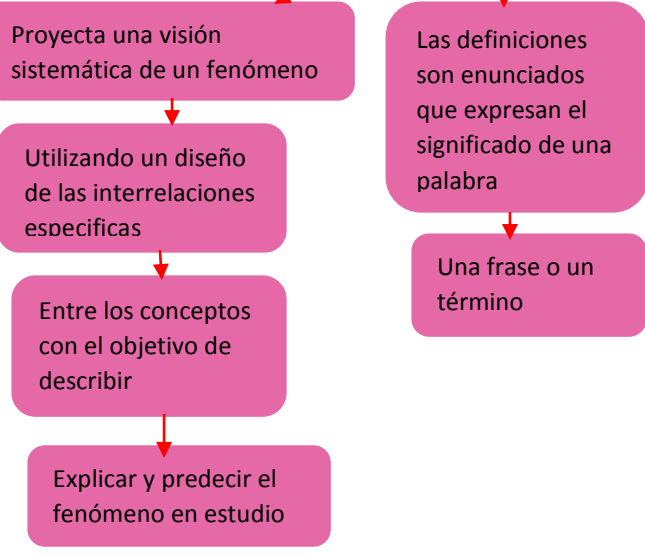 Proyecta una visión
sistemática de un fenómeno
Utilizando un diseño
de las interrelaciones
especificas
Entre los conceptos
con el objetivo de
describir
Explicar y predecir el
fenómeno en estudio
Las definiciones
son enunciados
que expresan el
significado de una
palabra
Una frase o un
término